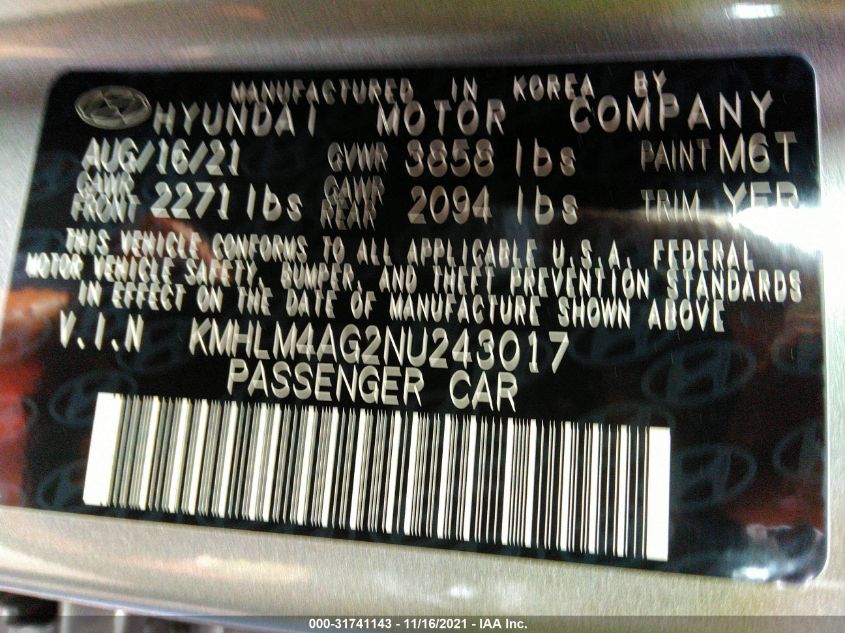 MANUFACTURED IN KOREA BY
HYUNDAI MOTOR COMPANY
AUG/16/21 GVWR 3858 lbs PAINT M6T
GAWR FRONT 2271 lbs GAWR REAR 2094 lbs TRIM YFR
THIS VEHICLE CONFORMS TO ALL APPLICABLE U.S.A. FEDERAL
MOTOR VEHICLE SAFETY, BUMPER, AND THEFT PREVENTION STANDARDS
IN EFFECT ON THE DATE OF MANUFACTURE SHOWN ABOVE
V.I.N KMHLM4AG2NU243017
PASSENGER CAR
000-31741143 - 11/16/2021 - IAA Inc.